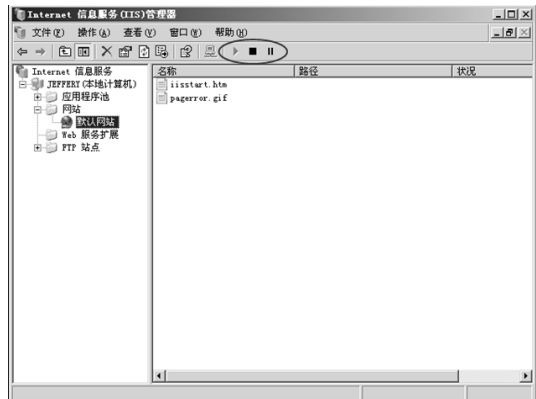 Internet 信息服务(IIS)管理器
文件(F) 操作(A) 查看(V) 窗口(W) 帮助(H)
Internet 信息服务
JEFFERY(本地计算机)
应用程序池
网站
默认网站
Web 服务扩展
FTP 站点
名称 路径 状况
iisstart.htm
pagerror.gif